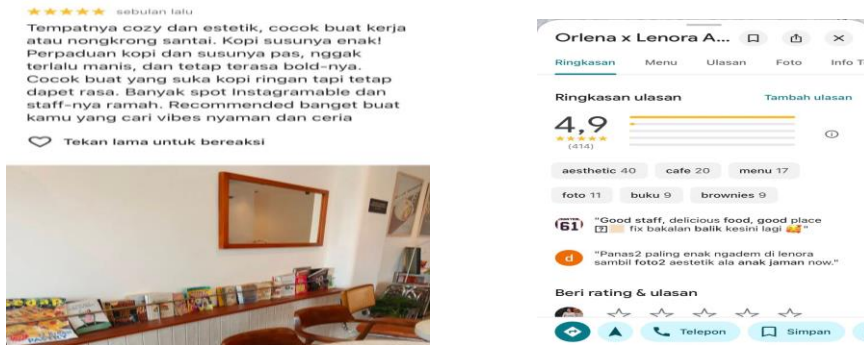 sebulan lalu
Tempatnya cozy dan estetik, cocok buat kerja
atau nongkrong santai. Kopi susunya enak!
Perpaduan kopi dan susunya pas, nggak
terlalu manis, dan tetap terasa bold-nya.
Cocok buat yang suka kopi ringan tapi tetap
dapet rasa. Banyak spot Instagramable dan
staff-nya ramah. Recommended banget buat
kamu yang cari vibes nyaman dan ceria
Tekan lama untuk bereaksi
Orlena x Lenora A...
Ringkasan Menu Ulasan Foto Info
Ringkasan ulasan Tambah ulasan
4,9
(414)
aesthetic 40 cafe 20 menu 17
foto 11 buku 9 brownies 9
"Good staff, delicious food, good place
fix bakalan balik kesini lagi "
d
"Panas2 paling enak ngadem di lenora
sambil foto2 aestetik ala anak jaman now."
Beri rating & ulasan
Telepon Simpan